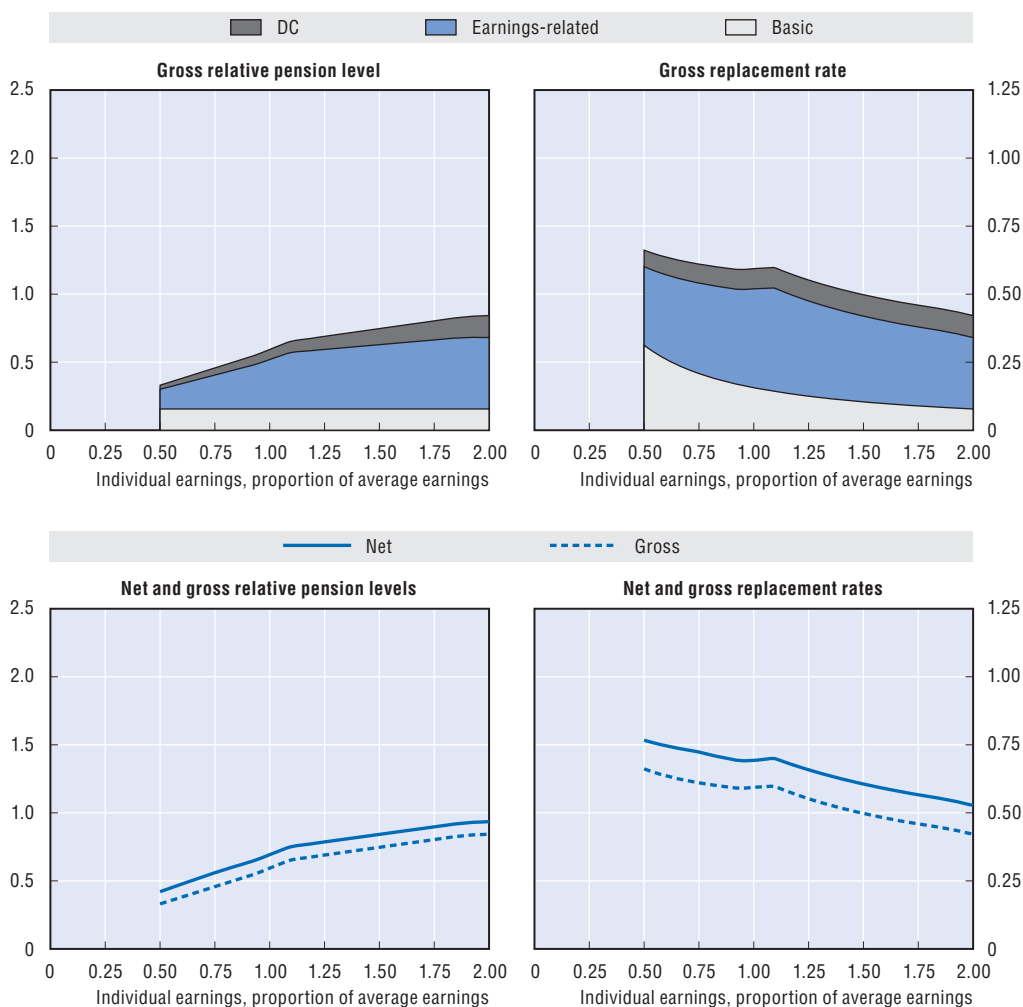 DC Earnings-related Basic
Gross relative pension level
Gross replacement rate
2.5
2.0
1.5
1.0
0.5
0
1.25
1.00
0.75
0.50
0.25
0
0 0.25 0.50 0.75 1.00 1.25 1.50 1.75 2.00
Individual earnings, proportion of average earnings
0 0.25 0.50 0.75 1.00 1.25 1.50 1.75 2.00
Individual earnings, proportion of average earnings
Net Gross
Net and gross relative pension levels
Net and gross replacement rates
2.5
2.0
1.5
1.0
0.5
0
1.25
1.00
0.75
0.50
0.25
0
0 0.25 0.50 0.75 1.00 1.25 1.50 1.75 2.00
Individual earnings, proportion of average earnings
0 0.25 0.50 0.75 1.00 1.25 1.50 1.75 2.00
Individual earnings, proportion of average earnings